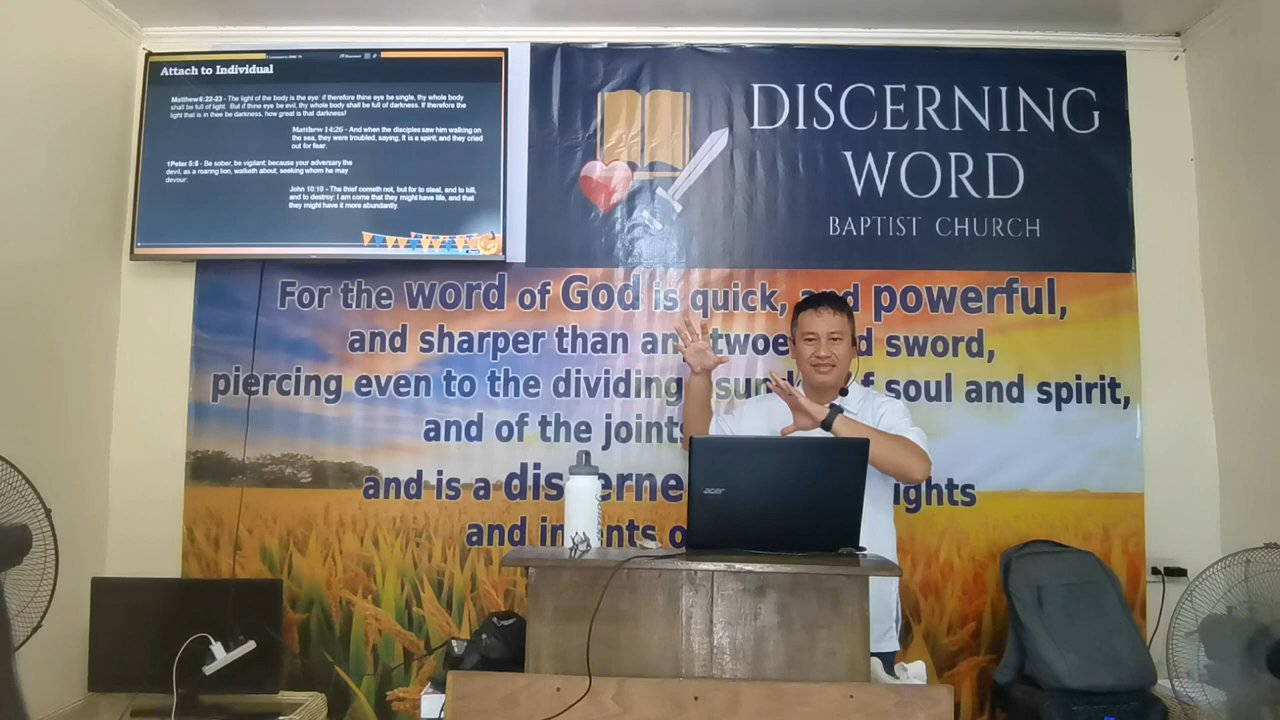 Attach to Individual
Matthew 6:22-23 - The light of the body is the eye: if therefore thine eye be single, thy whole body
shall be full of light. But if thine eye be evil, thy whole body shall be full of darkness. If therefore the
light that is in thee be darkness, how great is that darkness!
Matthew 14:26 - And when the disciples saw him walking on
the sea, they were troubled, saying, It is a spirit; and they cried
out for fear.
1Peter 5:8 - Be sober, be vigilant; because your adversary the
devil, as a roaring lion, walketh about, seeking whom he may
devour:
John 10:10 - The thief cometh not, but for to steal, and to kill,
and to destroy: I am come that they might have life, and that
they might have it more abundantly.
DISCERNING
WORD
BAPTIST CHURCH
For the word of God is quick, and powerful,
and sharper than any twoe d sword,
piercing even to the dividing sund f soul and spirit,
and of the joints
and is a discerne ights
and intents o
acer